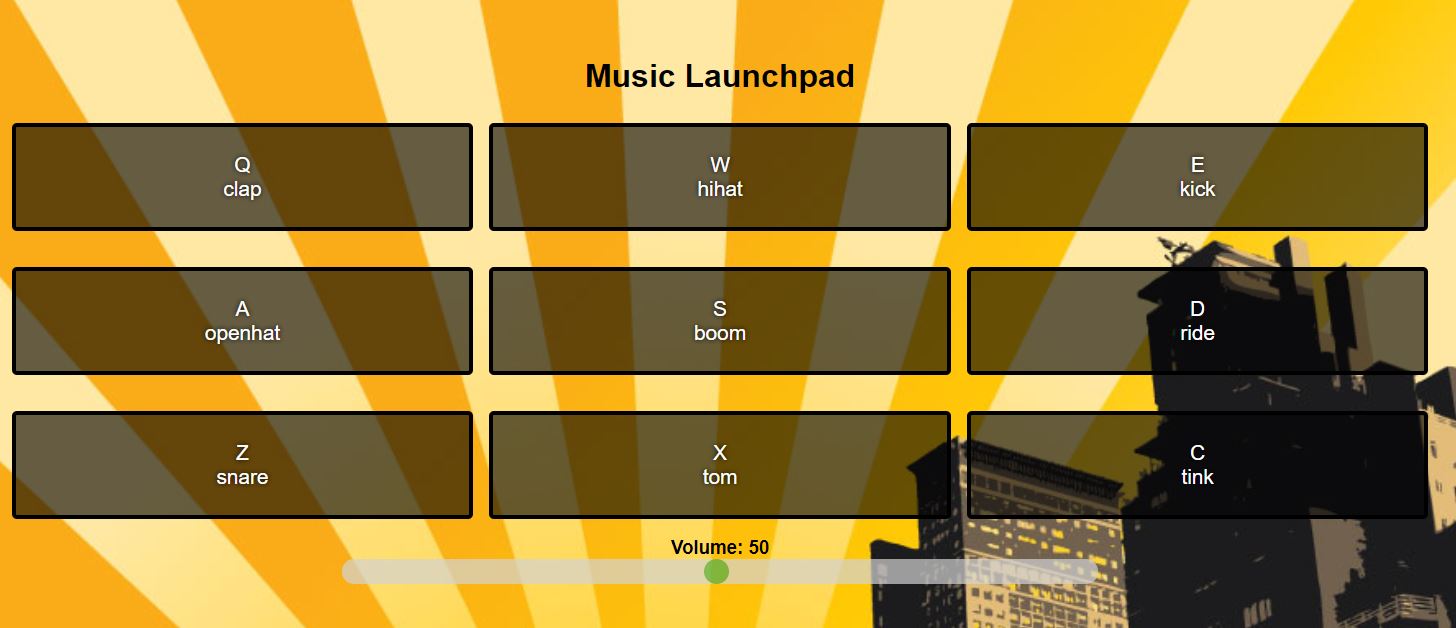 Music Launchpad
Q
clap
W
hihat
E
kick
A
openhat
S
boom
D
ride
Z
snare
X
tom
C
tink
Volume: 50